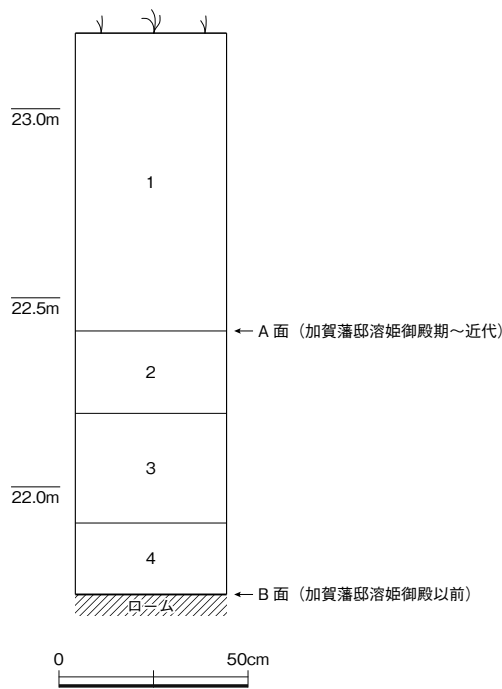 23.0m
1
22.5m
← A 面（加賀藩邸溶姫御殿期～近代）
2
3
22.0m
4
← B 面（加賀藩邸溶姫御殿以前）
ローム
0 50cm